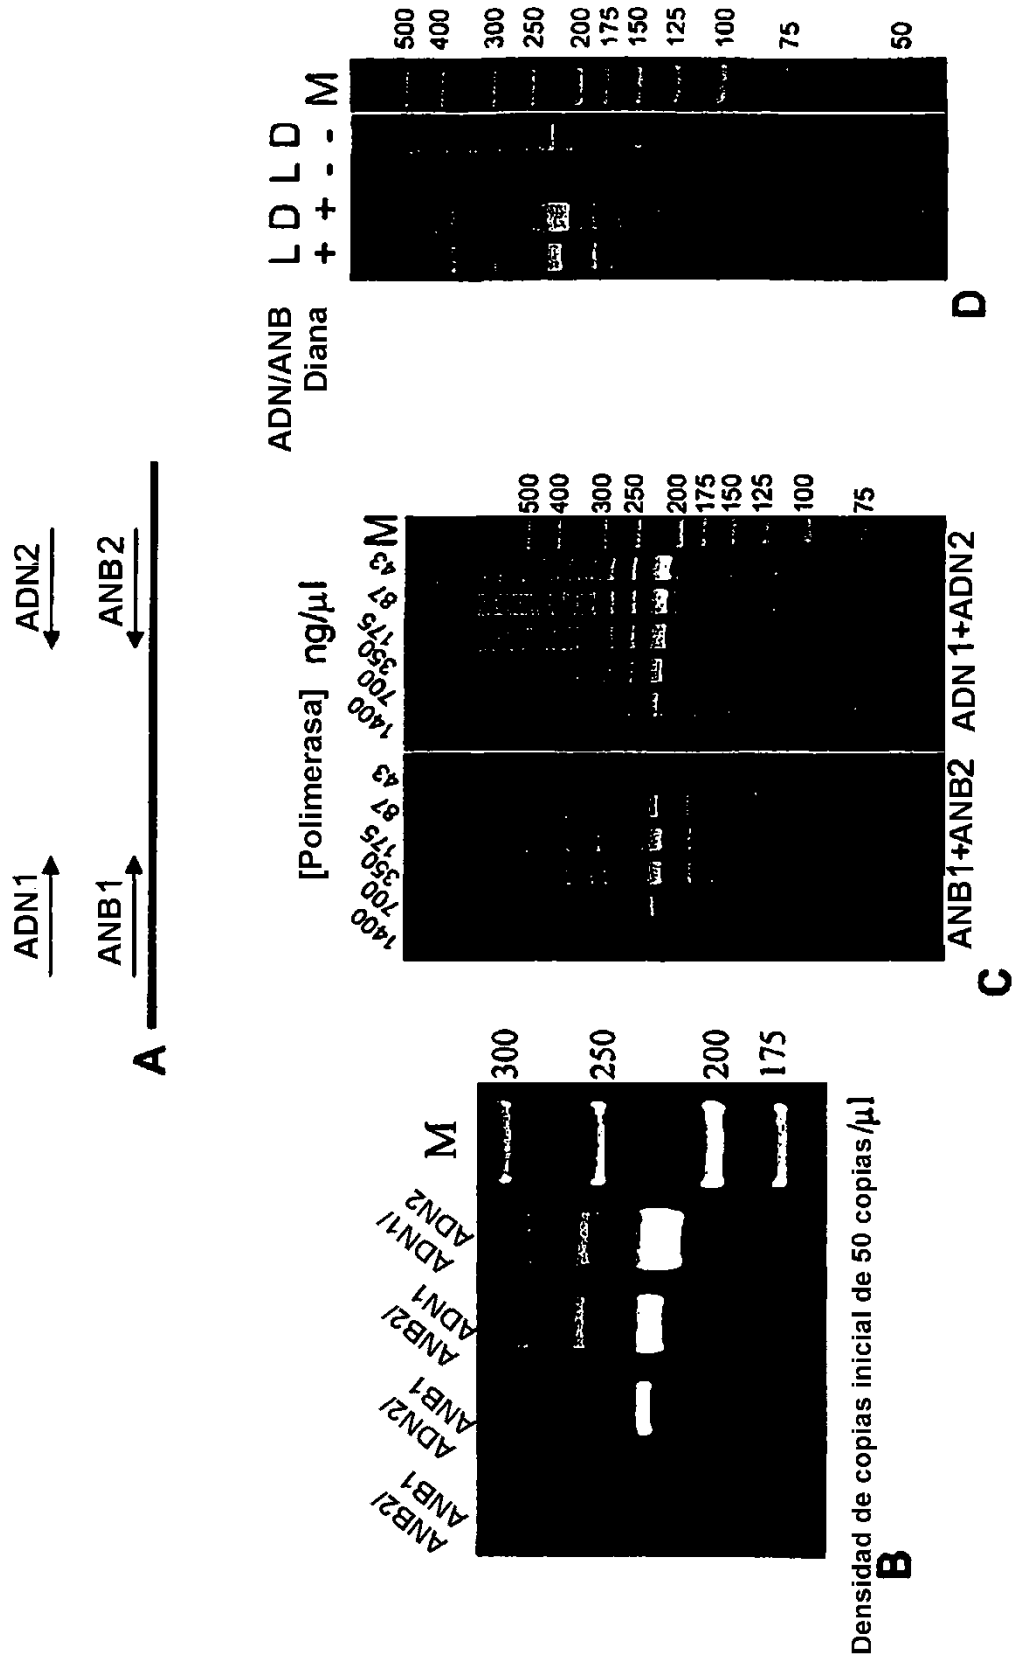 ADN1
ADN2
ANB1
ANB2
A
ANB2/
ANB1
ADN2/
ANB1
ANB2/
ADN1
ADN1/
ADN2
M
300
250
200
175
Densidad de copias inicial de 50 copias/µl
B
[Polimerasa] ng/µl
1400 700 350 175 87 43 1400 700 350 175 87 43 M
500
400
300
250
200
175
150
125
100
75
ANB1+ANB2 ADN 1+ADN2
C
ADN/ANB L D L D
Diana + + - - M
500
400
300
250
200
175
150
125
100
75
50
D